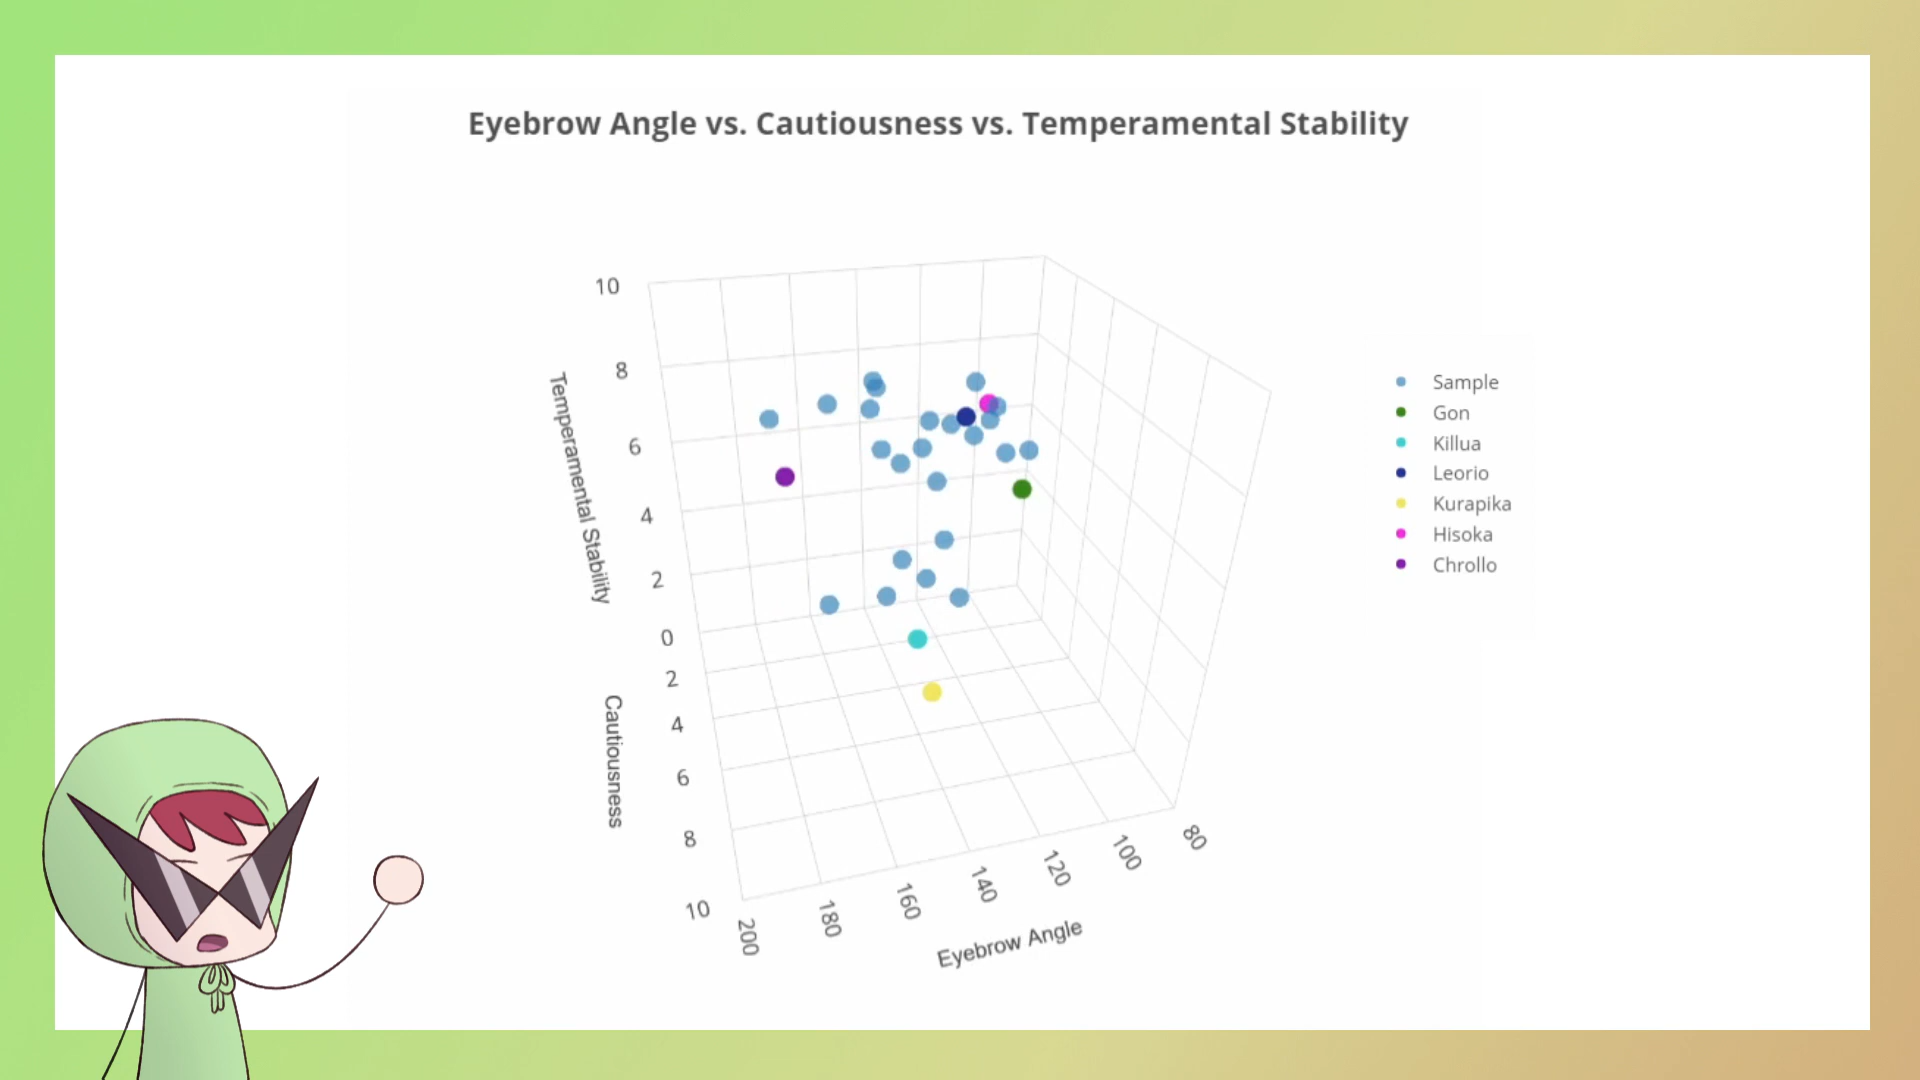 Eyebrow Angle vs. Cautiousness vs. Temperamental Stability
10
8
6
4
2
0
Temperamental Stability
2
4
6
8
10
Cautiousness
200
180
160
140
120
100
80
Eyebrow Angle
Sample
Gon
Killua
Leorio
Kurapika
Hisoka
Chrollo